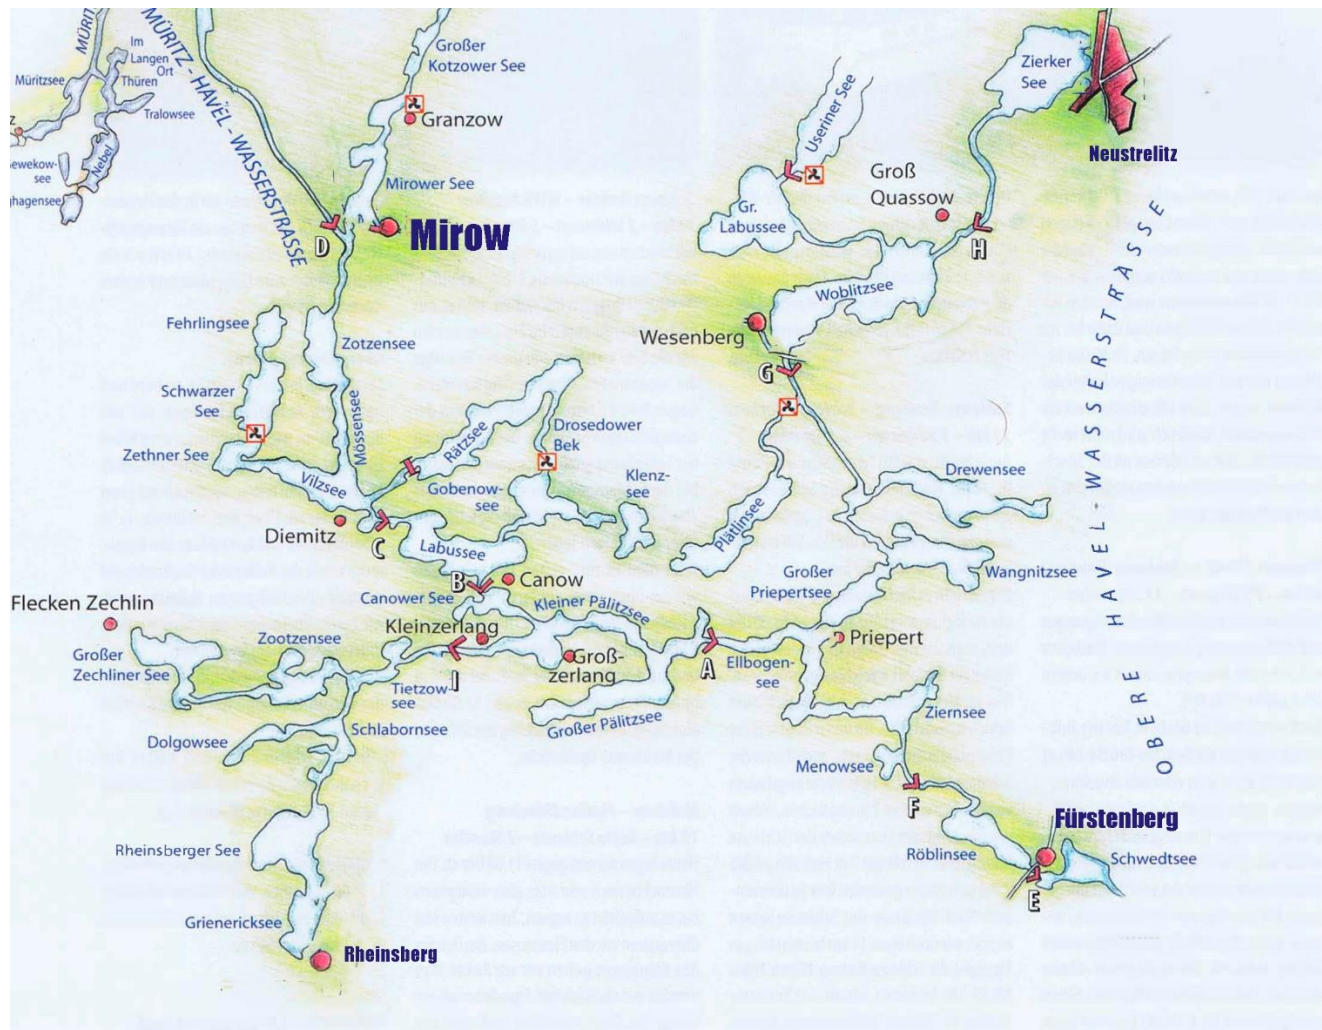 MÜRIT
Im
Langen
Ort
Müritzsee
Thüren
Tralowsee
Nebel
MÜRITZ - HAVEL - WASSERSTRASSE
Großer
Kotzower See
Granzow
Mirower See
D
Mirow
Useriner See
Gr.
Labussee
Groß
Quassow
Zierker
See
Neustrelitz
H
Woblitzsee
Wesenberg
G
Fehlringsee
Zotzensee
Schwarzer
See
Zethner See
Mössensee
Vilzsee
Rätzsee
Drosedower
Bek
Gobenow-
see
Klenz-
see
Diemitz
C
Labussee
B
Canow
Canower See
Kleiner Pälitzsee
Plätlinsee
Drewensee
Wangnitzsee
Großer
Priepertsee
Priepert
A
Ellbogen-
see
Flecken Zechlin
Großer
Zechliner See
Zootzensee
Kleinzerlang
I
Groß-
zerlang
Tietzow-
see
Großer Pälitzsee
Schlabornsee
Dolgowsee
Ziernsee
Menowsee
F
Röblinsee
Fürstenberg
Schwedtsee
E
Rheinsberger See
Grienericksee
Rheinsberg
OBERE HAVEL - WASSERSTRASSE